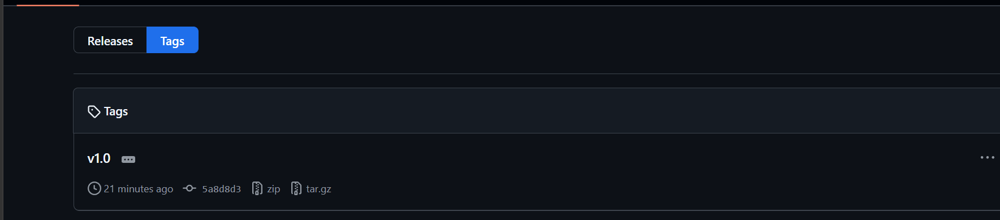 Releases Tags
Tags
v1.0
21 minutes ago 5a8d8d3 zip tar.gz